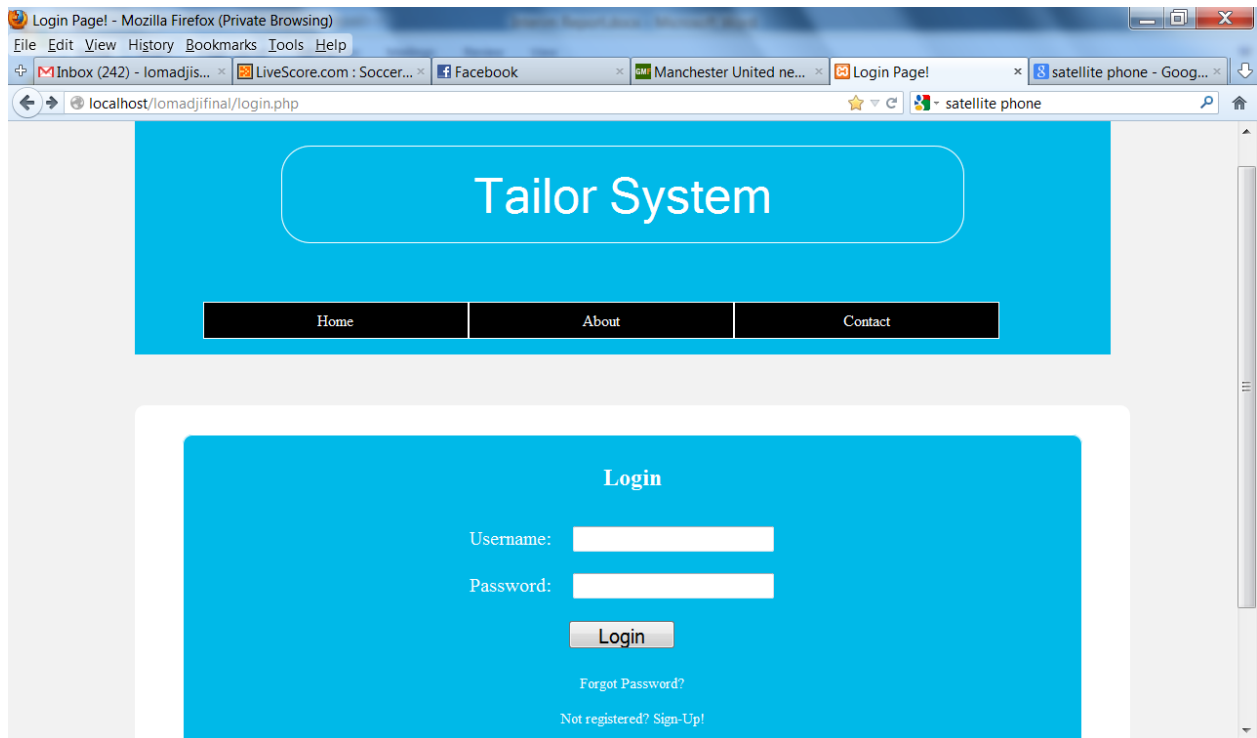 Login Page! - Mozilla Firefox (Private Browsing)
File Edit View History Bookmarks Tools Help
Inbox (242) - lomadjis... LiveScore.com : Soccer... Facebook Manchester United ne... Login Page! satellite phone - Goog...
localhost/lomadjifinal/login.php satellite phone
Tailor System
Home About Contact
Login
Username:
Password:
Login
Forgot Password?
Not registered? Sign-Up!